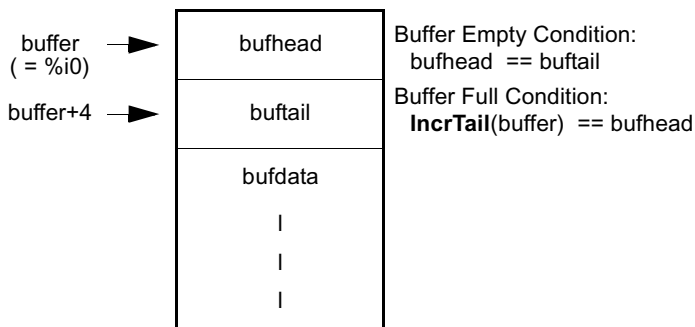 buffer
( = %i0)
bufhead
Buffer Empty Condition:
bufhead == buftail
buffer+4
buftail
Buffer Full Condition:
IncrTail(buffer) == bufhead
bufdata
|
|
|